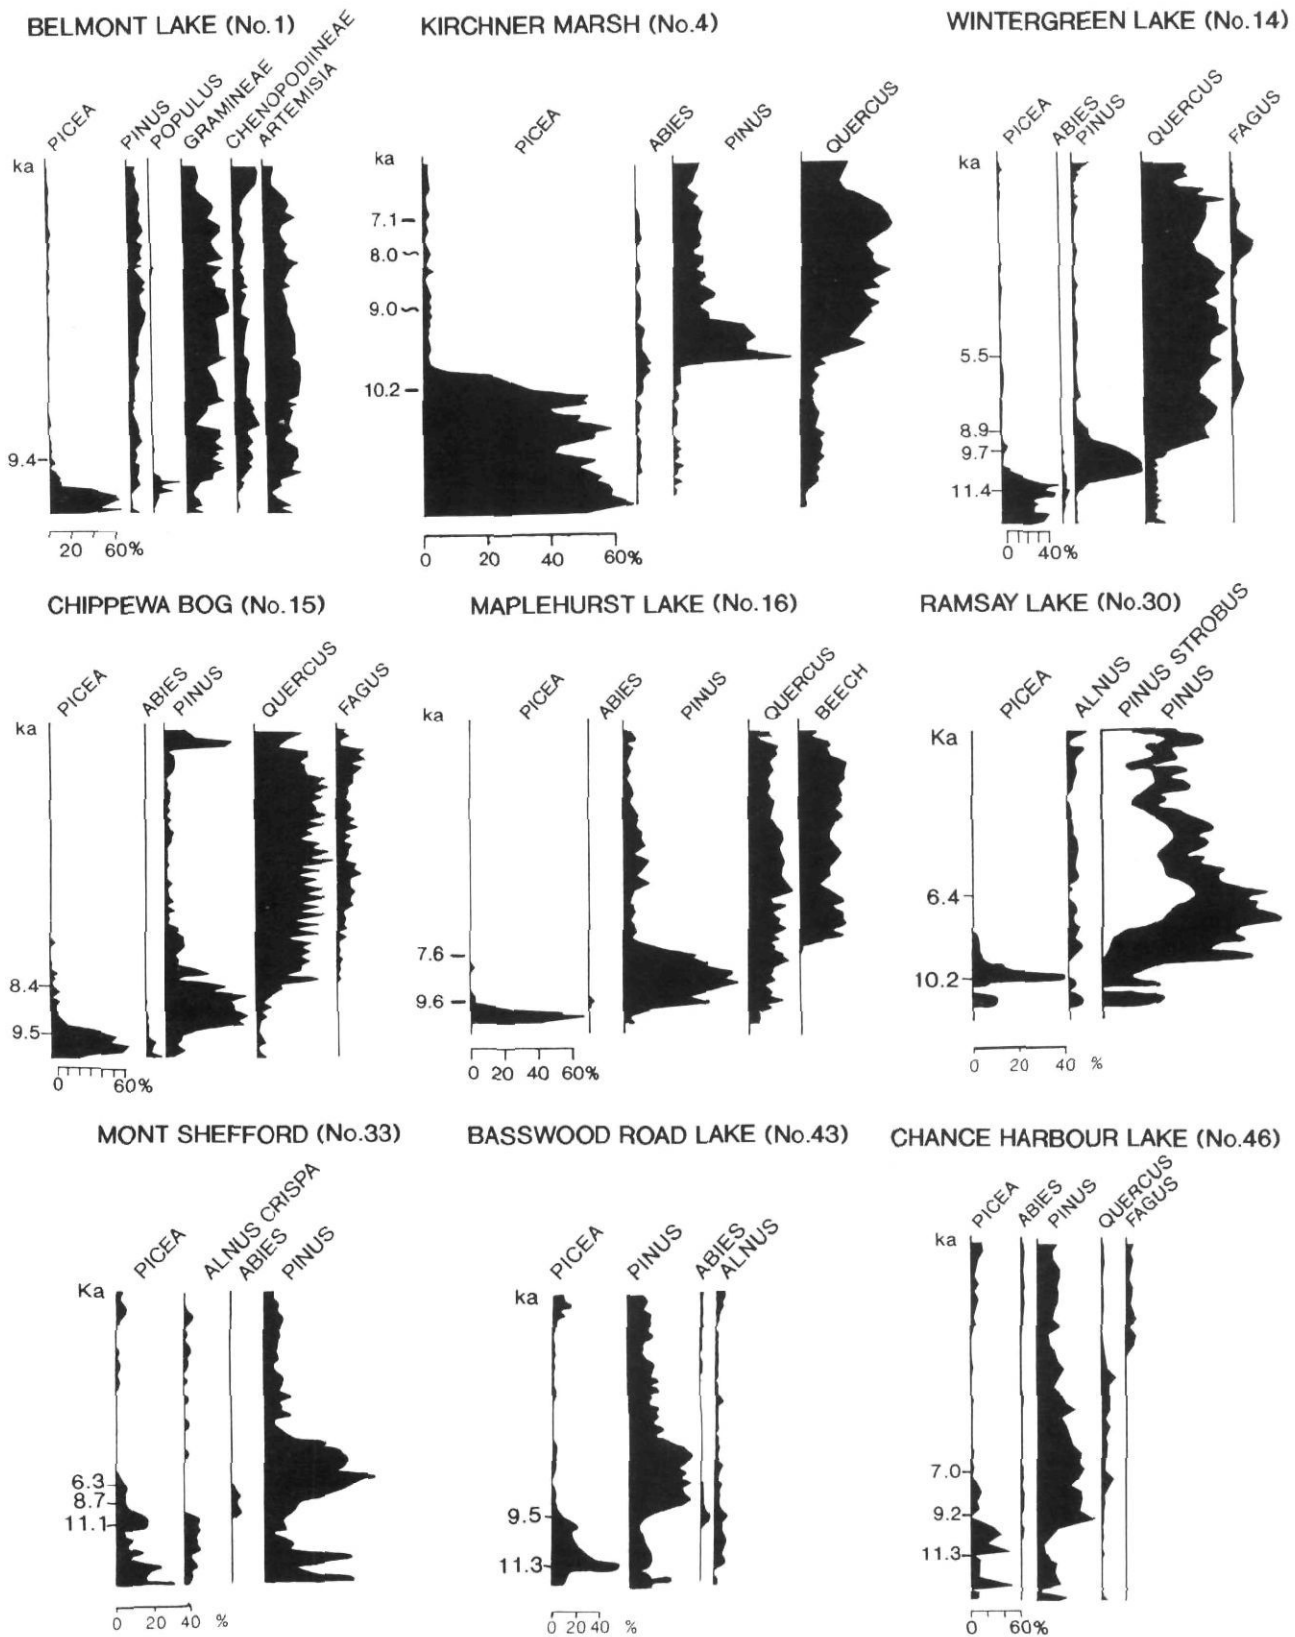 BELMONT LAKE (No.1)
PICEA
PINUS
POPULUS
GRAMINEAE
CHENOPODIINEAE
ARTEMISIA
ka
9.4
20 60%
KIRCHNER MARSH (No.4)
PICEA
ABIES
PINUS
QUERCUS
ka
7.1
8.0
9.0
10.2
0 20 40 60%
WINTERGREEN LAKE (No.14)
PICEA
ABIES
PINUS
QUERCUS
FAGUS
ka
5.5
8.9
9.7
11.4
0 40%
CHIPPEWA BOG (No.15)
PICEA
ABIES
PINUS
QUERCUS
FAGUS
ka
8.4
9.5
0 60%
MAPLEHURST LAKE (No.16)
PICEA
ABIES
PINUS
QUERCUS
BEECH
ka
7.6
9.6
0 20 40 60%
RAMSAY LAKE (No.30)
PICEA
ALNUS
PINUS STROBUS
PINUS
Ka
6.4
10.2
0 20 40 %
MONT SHEFFORD (No.33)
PICEA
ALNUS CRISPA
ABIES
PINUS
Ka
6.3
8.7
11.1
0 20 40 %
BASSWOOD ROAD LAKE (No.43)
PICEA
PINUS
ABIES
ALNUS
ka
9.5
11.3
0 20 40 %
CHANCE HARBOUR LAKE (No.46)
PICEA
ABIES
PINUS
QUERCUS
FAGUS
ka
7.0
9.2
11.3
0 60%